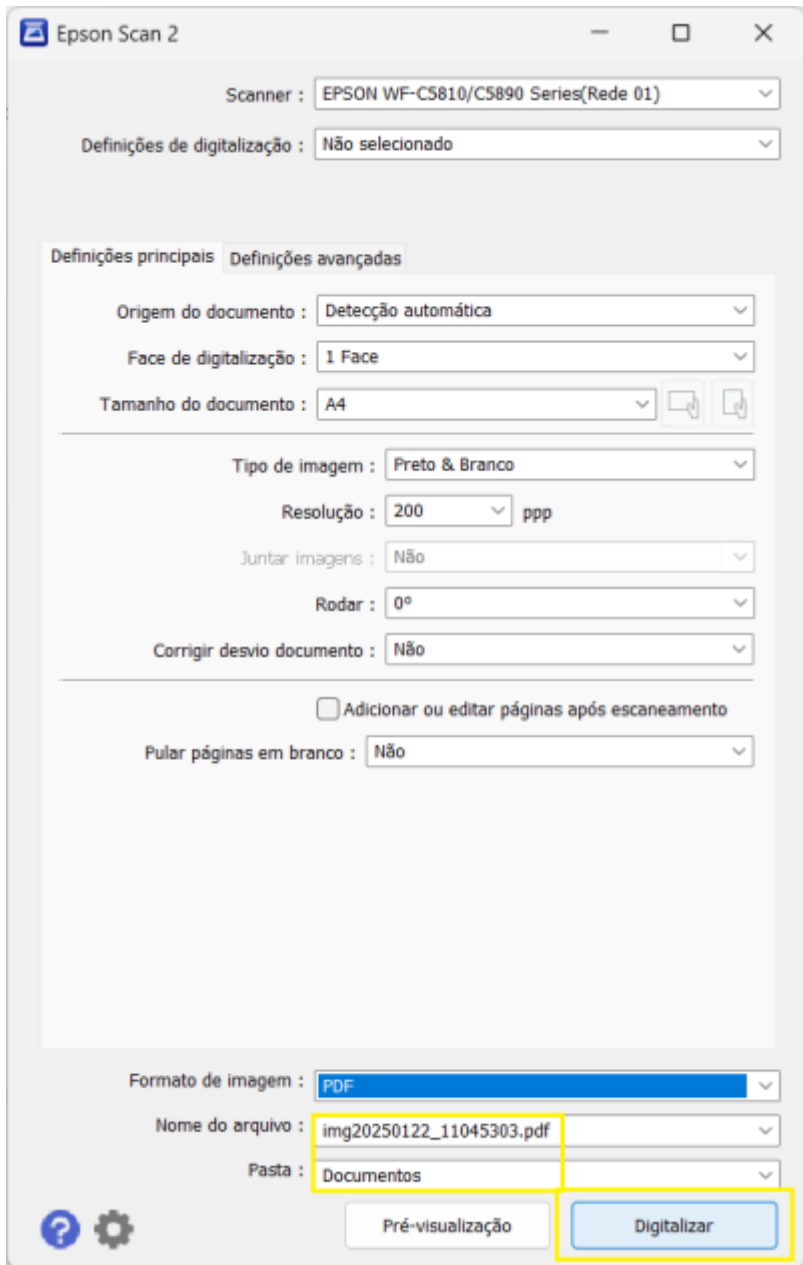 Epson Scan 2
Scanner : EPSON WF-C5810/C5890 Series(Rede 01)
Definições de digitalização : Não selecionado
Definições principais Definições avançadas
Origem do documento : Detecção automática
Face de digitalização : 1 Face
Tamanho do documento : A4
Tipo de imagem : Preto & Branco
Resolução : 200 ppp
Juntar imagens : Não
Rodar : 0º
Corrigir desvio documento : Não
Adicionar ou editar páginas após escaneamento
Pular páginas em branco : Não
Formato de imagem : PDF
Nome do arquivo : img20250122_11045303.pdf
Pasta : Documentos
? Pré-visualização Digitalizar